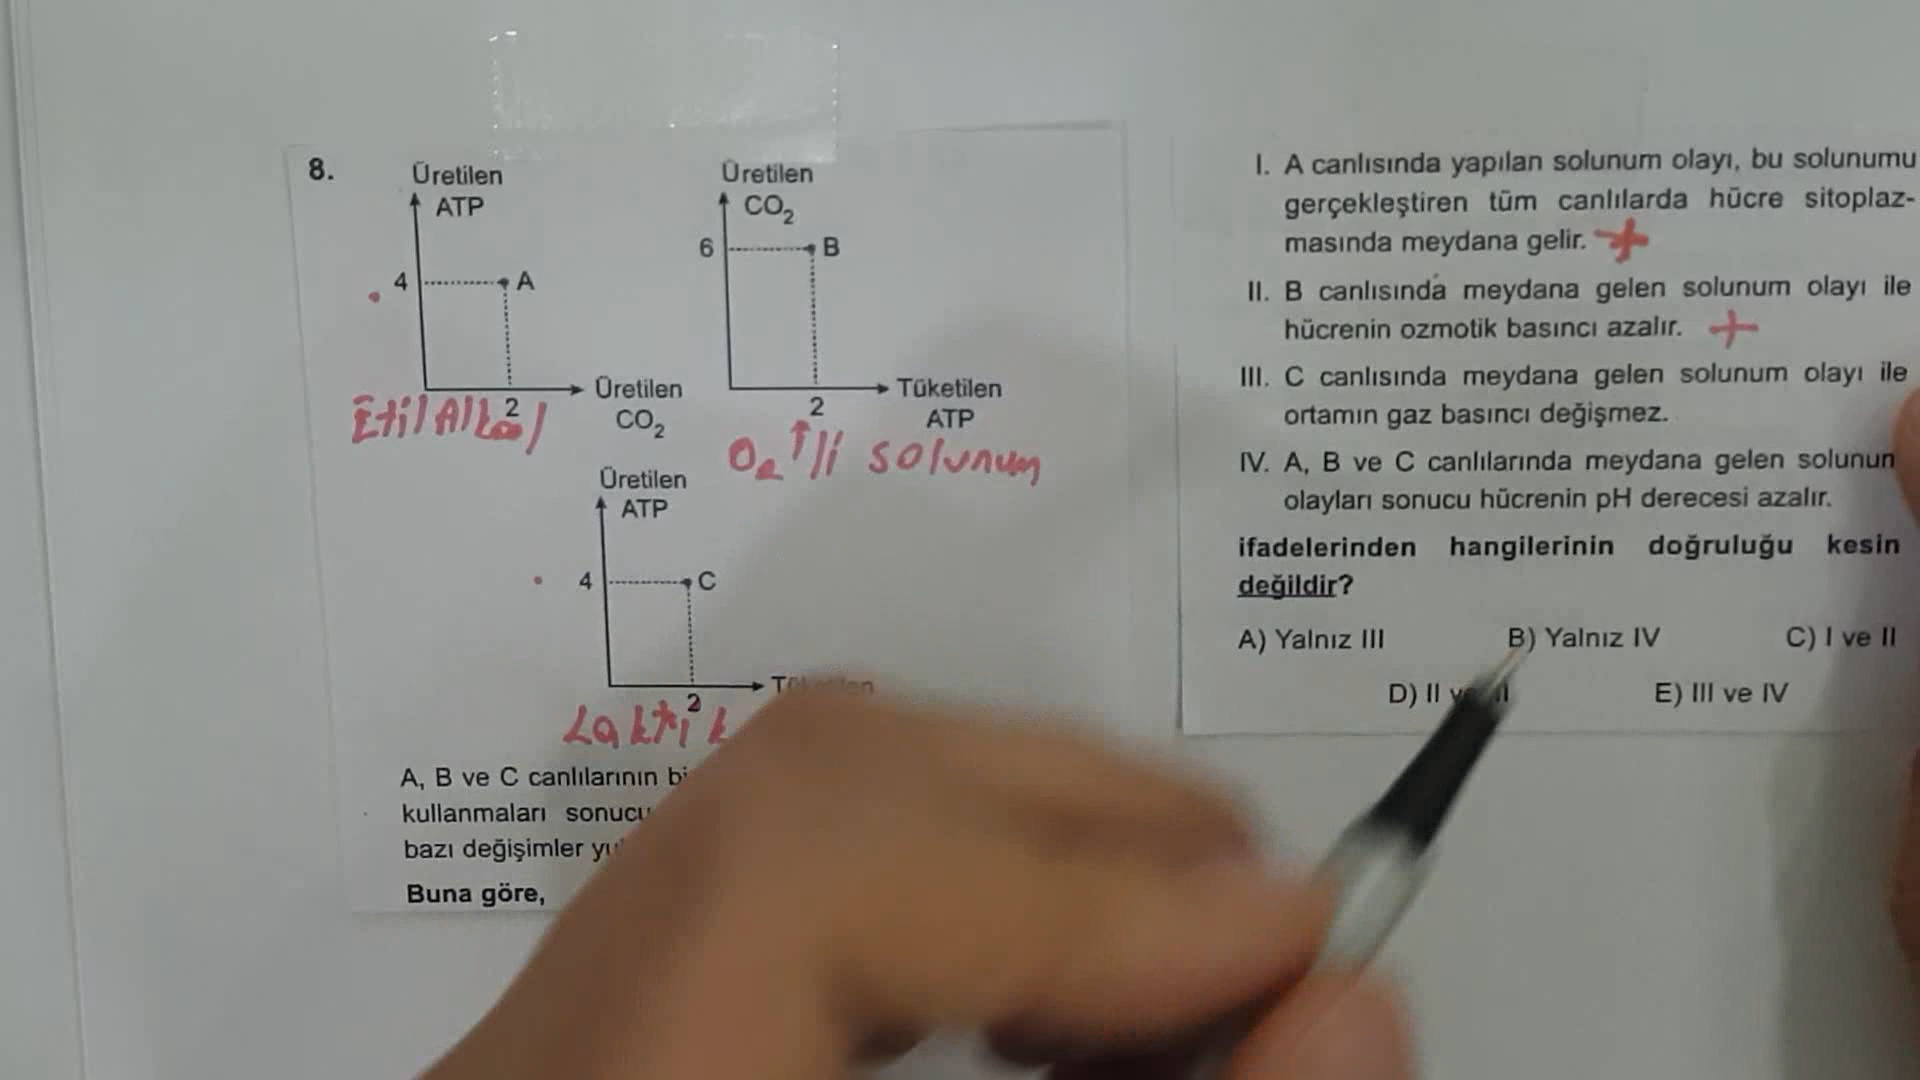 8.
Üretilen
ATP
4
A
2
Üretilen
CO₂
Etil Alkol
Üretilen
CO₂
6
B
2
Tüketilen
ATP
O₂'li solunum
Üretilen
ATP
4
C
2
Laktik
A, B ve C canlılarının
kullanmaları sonucu
bazı değişimler
Buna göre,
I. A canlısında yapılan solunum olayı, bu solunumu
gerçekleştiren tüm canlılarda hücre sitoplaz-
masında meydana gelir. +
II. B canlısında meydana gelen solunum olayı ile
hücrenin ozmotik basıncı azalır. +
III. C canlısında meydana gelen solunum olayı ile
ortamın gaz basıncı değişmez.
IV. A, B ve C canlılarında meydana gelen solunum
olayları sonucu hücrenin pH derecesi azalır.
ifadelerinden hangilerinin doğruluğu kesin
değildir?
A) Yalnız III
B) Yalnız IV
C) I ve II
D) II
E) III ve IV